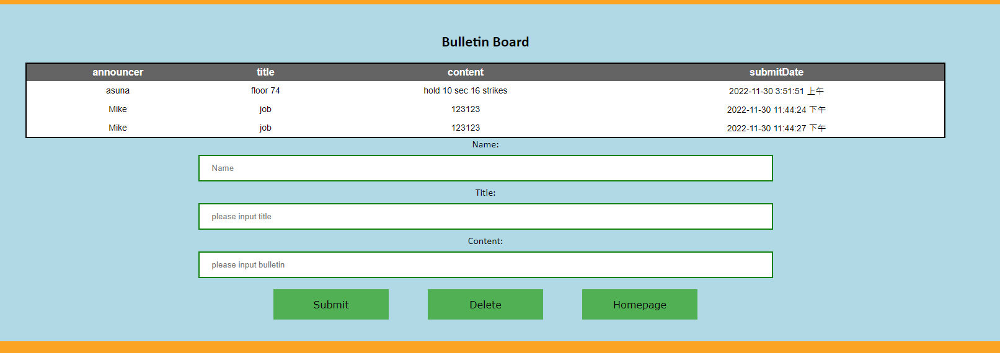 Bulletin Board
announcer title content submitDate
asuna floor 74 hold 10 sec 16 strikes 2022-11-30 3:51:51 上午
Mike job 123123 2022-11-30 11:44:24 下午
Mike job 123123 2022-11-30 11:44:27 下午
Name:
Name
Title:
please input title
Content:
please input bulletin
Submit Delete Homepage